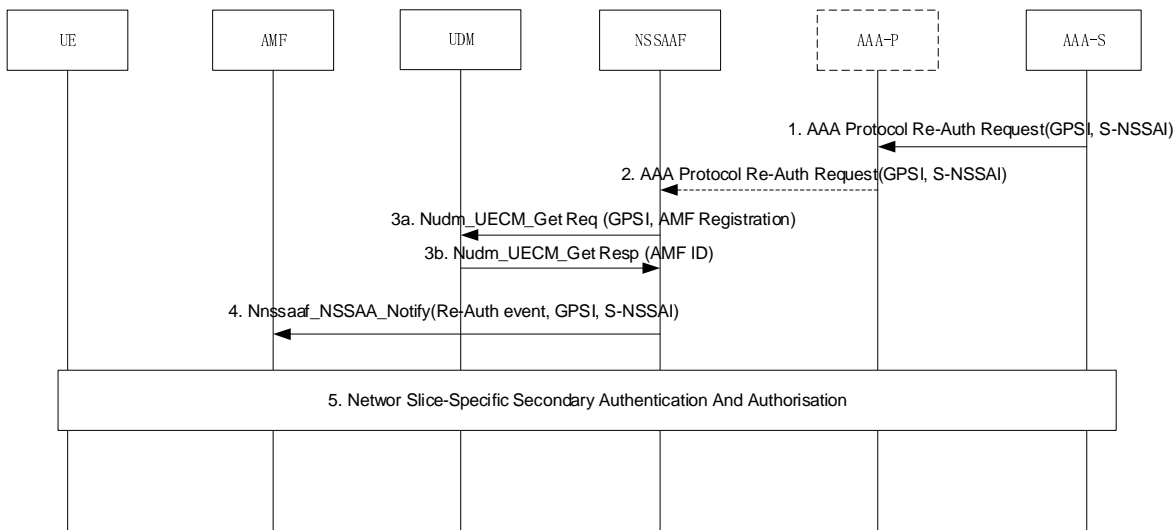 UE
AMF
UDM
NSSAAF
AAA-P
AAA-S
1. AAA Protocol Re-Auth Request(GPSI, S-NSSAI)
2. AAA Protocol Re-Auth Request(GPSI, S-NSSAI)
3a. Nudm_UECM_Get Req (GPSI, AMF Registration)
3b. Nudm_UECM_Get Resp (AMF ID)
4. Nnssaaf_NSSAA_Notify(Re-Auth event, GPSI, S-NSSAI)
5. Networ Slice-Specific Secondary Authentication And Authorisation